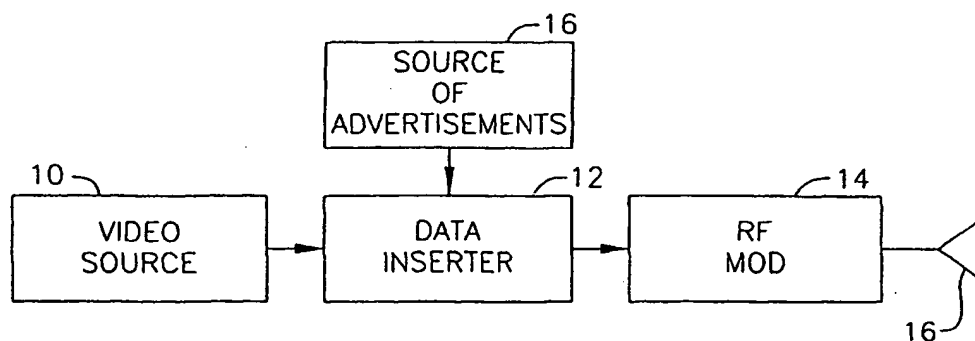 16
SOURCE
OF
ADVERTISEMENTS
10
12
14
VIDEO
SOURCE
DATA
INSERTER
RF
MOD
16